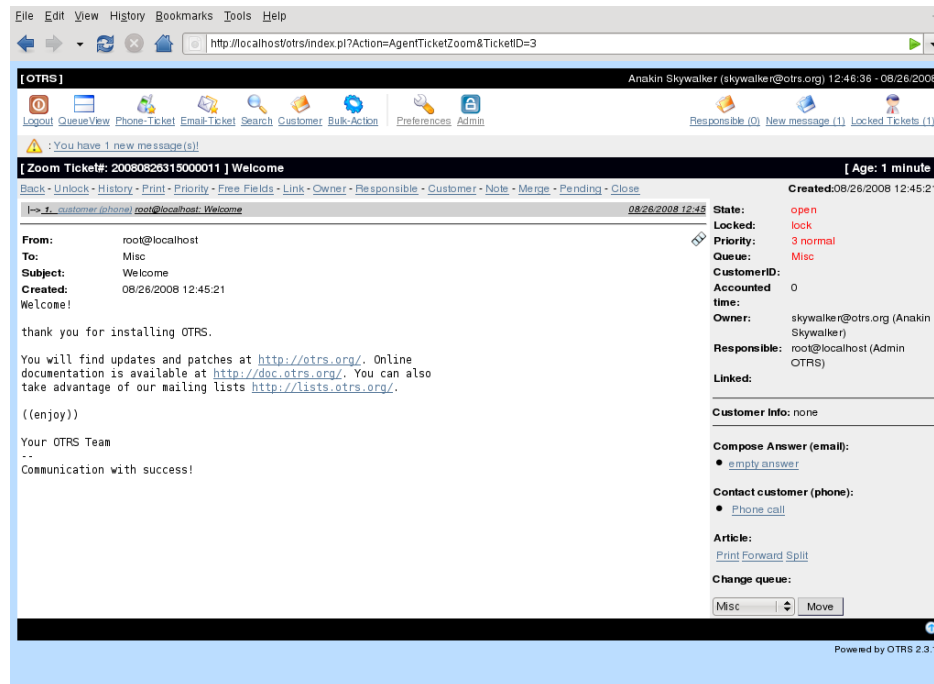 File Edit View History Bookmarks Tools Help
http://localhost/otrs/index.pl?Action=AgentTicketZoom&TicketID=3
[OTRS] Anakin Skywalker (skywalker@otrs.org) 12:46:36 - 08/26/2008
Logout QueueView Phone-Ticket Email-Ticket Search Customer Bulk-Action Preferences Admin Responsible (0) New message (1) Locked Tickets (1)
: You have 1 new message(s)!
[ Zoom Ticket#: 20080826315000011 ] Welcome [ Age: 1 minute
Back - Unlock - History - Print - Priority - Free Fields - Link - Owner - Responsible - Customer - Note - Merge - Pending - Close Created:08/26/2008 12:45:21
|--> 1. customer (phone) root@localhost: Welcome 08/26/2008 12:45
State: open
Locked: lock
From: root@localhost
Priority: 3 normal
To: Misc
Queue: Misc
Subject: Welcome
CustomerID:
Created: 08/26/2008 12:45:21
Accounted time: 0
Welcome!
thank you for installing OTRS.
Owner: skywalker@otrs.org (Anakin
Skywalker)
Responsible: root@localhost (Admin
OTRS)
You will find updates and patches at http://otrs.org/. Online
documentation is available at http://doc.otrs.org/. You can also
take advantage of our mailing lists http://lists.otrs.org/.
Linked:
((enjoy))
Customer Info: none
Your OTRS Team
--
Communication with success!
Compose Answer (email):
empty answer
Contact customer (phone):
Phone call
Article:
Print Forward Split
Change queue:
Misc Move
Powered by OTRS 2.3.